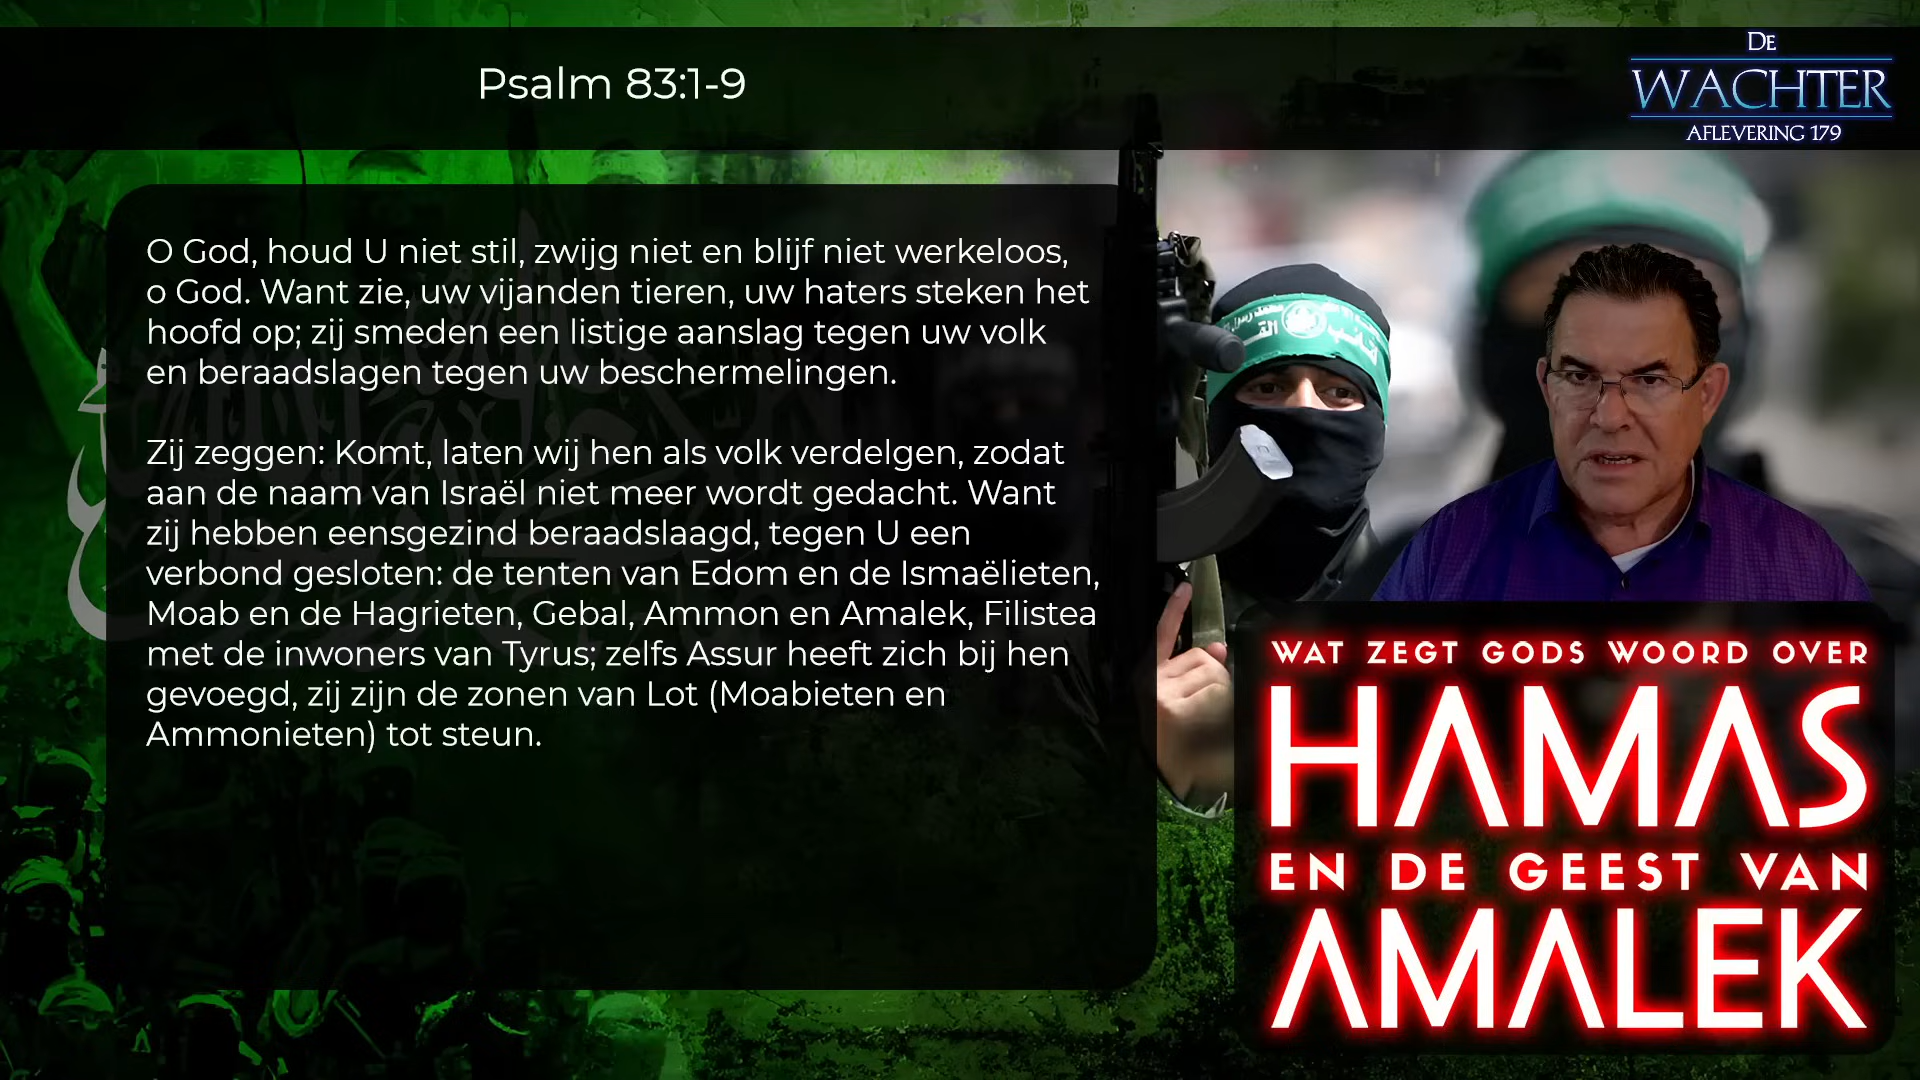 Psalm 83:1-9
DE
WACHTER
AFLEVERING 179
O God, houd U niet stil, zwijg niet en blijf niet werkeloos,
o God. Want zie, uw vijanden tieren, uw haters steken het
hoofd op; zij smeden een listige aanslag tegen uw volk
en beraadslagen tegen uw beschermelingen.
Zij zeggen: Komt, laten wij hen als volk verdelgen, zodat
aan de naam van Israël niet meer wordt gedacht. Want
zij hebben eensgezind beraadslaagd, tegen U een
verbond gesloten: de tenten van Edom en de Ismaëlieten,
Moab en de Hagrieten, Gebal, Ammon en Amalek, Filistea
met de inwoners van Tyrus; zelfs Assur heeft zich bij hen
gevoegd, zij zijn de zonen van Lot (Moabieten en
Ammonieten) tot steun.
WAT ZEGT GODS WOORD OVER
HAMAS
EN DE GEEST VAN
AMALEK